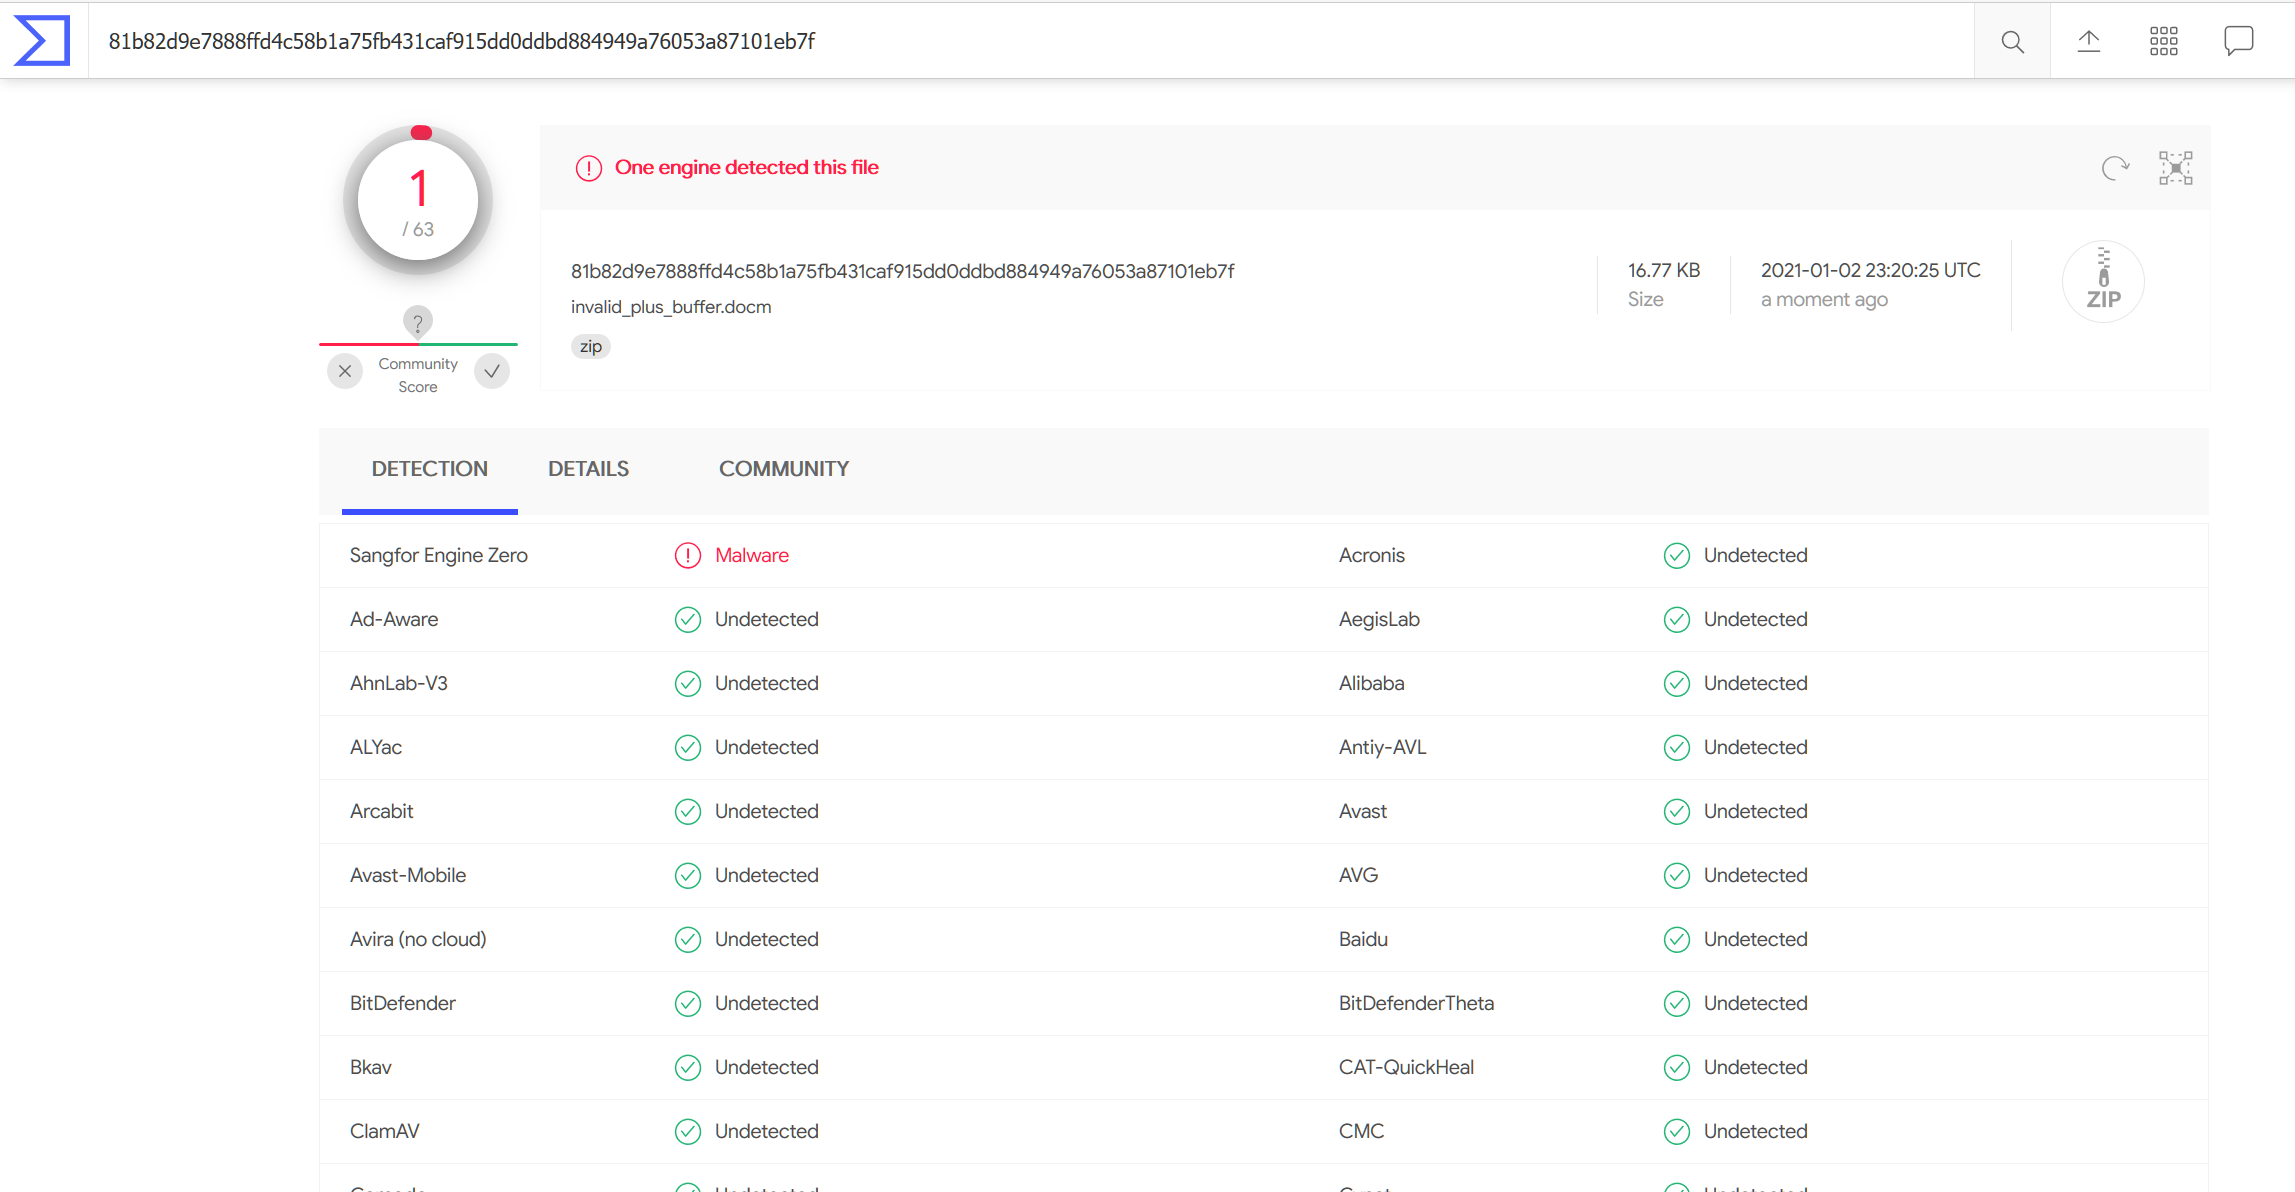 81b82d9e7888ffd4c58b1a75fb431caf915dd0ddbd884949a76053a87101eb7f
1
/ 63
One engine detected this file
81b82d9e7888ffd4c58b1a75fb431caf915dd0ddbd884949a76053a87101eb7f
invalid_plus_buffer.docm
zip
16.77 KB
Size
2021-01-02 23:20:25 UTC
a moment ago
ZIP
?
Community
Score
DETECTION DETAILS COMMUNITY
Sangfor Engine Zero Malware Acronis Undetected
Ad-Aware Undetected AegisLab Undetected
AhnLab-V3 Undetected Alibaba Undetected
ALYac Undetected Antiy-AVL Undetected
Arcabit Undetected Avast Undetected
Avast-Mobile Undetected AVG Undetected
Avira (no cloud) Undetected Baidu Undetected
BitDefender Undetected BitDefenderTheta Undetected
Bkav Undetected CAT-QuickHeal Undetected
ClamAV Undetected CMC Undetected